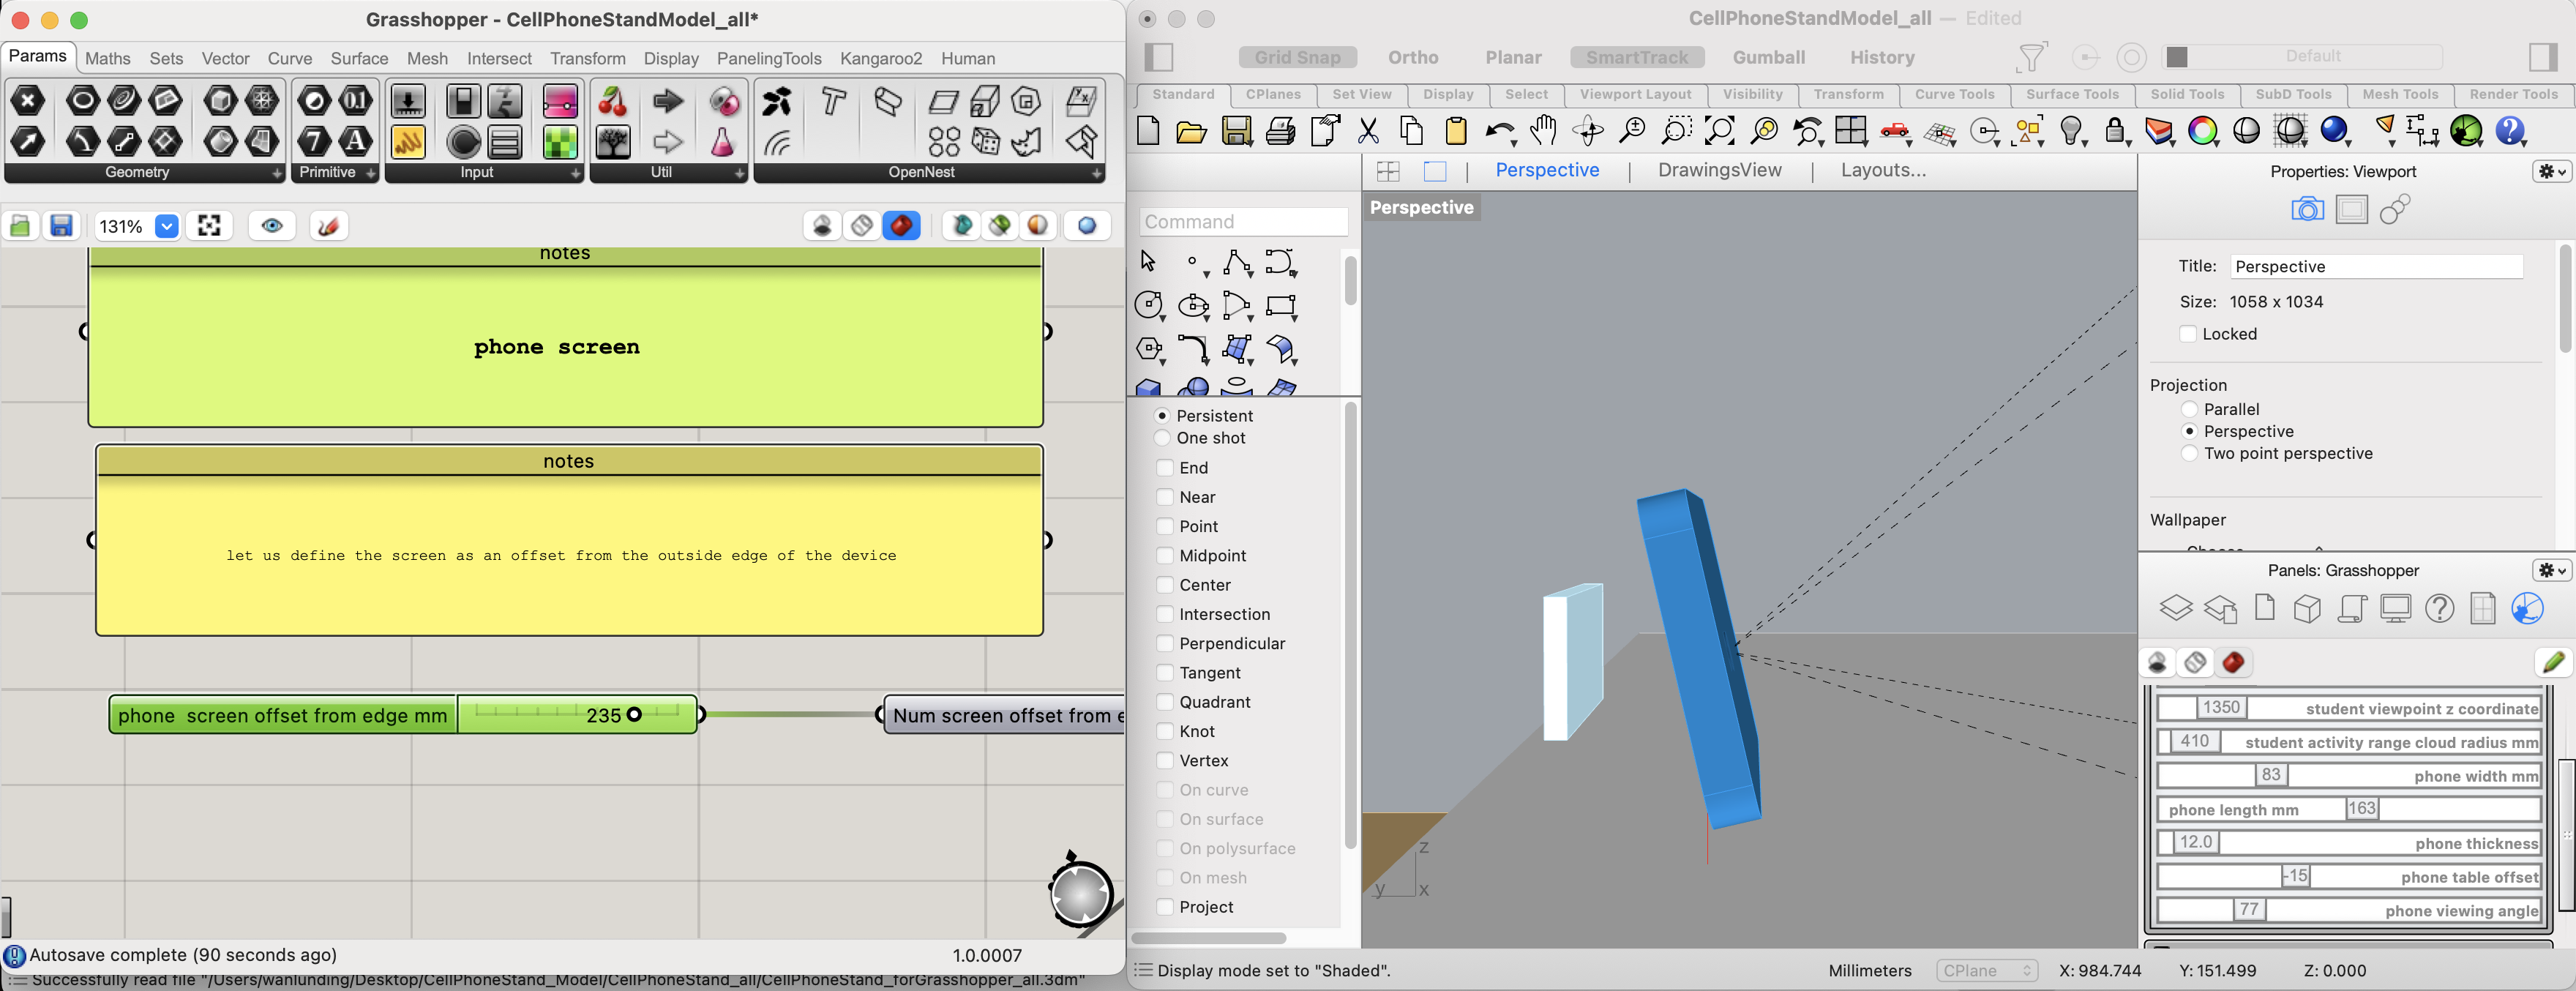 Grasshopper - CellPhoneStandModel_all*
Params Maths Sets Vector Curve Surface Mesh Intersect Transform Display PanelingTools Kangaroo2 Human
Geometry Primitive Input Util OpenNest
131%
notes
phone screen
notes
let us define the screen as an offset from the outside edge of the device
phone screen offset from edge mm 235
Num screen offset from e
Autosave complete (90 seconds ago) 1.0.0007
Successfully read file "/Users/wanlunding/Desktop/CellPhoneStand_Model/CellPhoneStand_all/CellPhoneStand_forGrasshopper_all.3dm"
CellPhoneStandModel_all — Edited
Grid Snap Ortho Planar SmartTrack Gumball History Default
Standard CPlanes Set View Display Select Viewport Layout Visibility Transform Curve Tools Surface Tools Solid Tools SubD Tools Mesh Tools Render Tools
Perspective | DrawingsView | Layouts...
Command
Persistent
One shot
End
Near
Point
Midpoint
Center
Intersection
Perpendicular
Tangent
Quadrant
Knot
Vertex
On curve
On surface
On polysurface
On mesh
Project
Perspective
z
y x
Properties: Viewport
Title: Perspective
Size: 1058 x 1034
Locked
Projection
Parallel
Perspective
Two point perspective
Wallpaper
Panels: Grasshopper
1350 student viewpoint z coordinate
410 student activity range cloud radius mm
83 phone width mm
phone length mm 163
12.0 phone thickness
-15 phone table offset
77 phone viewing angle
Display mode set to "Shaded". Millimeters CPlane X: 984.744 Y: 151.499 Z: 0.000